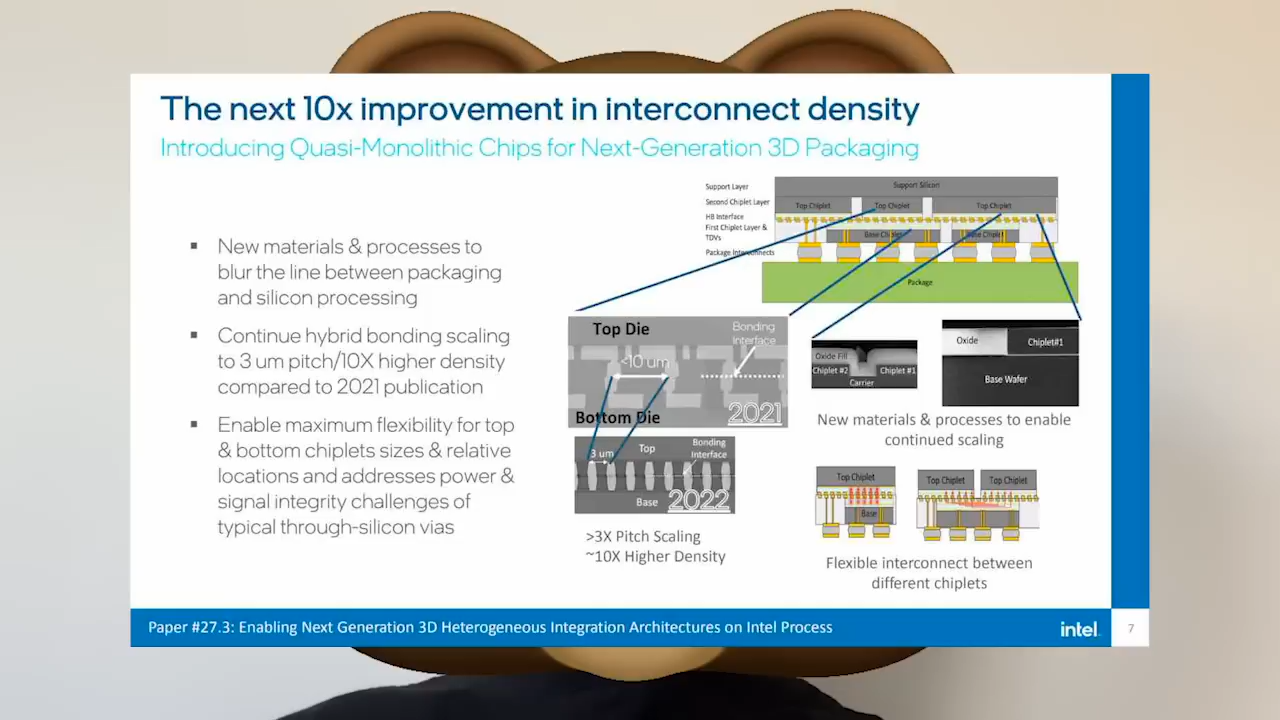 The next 10x improvement in interconnect density
Introducing Quasi-Monolithic Chips for Next-Generation 3D Packaging
▪ New materials & processes to
blur the line between packaging
and silicon processing
▪ Continue hybrid bonding scaling
to 3 um pitch/10X higher density
compared to 2021 publication
▪ Enable maximum flexibility for top
& bottom chiplets sizes & relative
locations and addresses power &
signal integrity challenges of
typical through-silicon vias
Support Layer
Second Chiplet Layer
HB Interface
First Chiplet Layer &
TDVs
Package Interconnects
Support Silicon
Top Chiplet
Top Chiplet
Top Chiplet
Base Chiplet
Base Chiplet
Package
Top Die
Bonding
Interface
<10 um
Bottom Die
2021
3 um
Top
Bonding
Interface
Base
2022
>3X Pitch Scaling
~10X Higher Density
Oxide Fill
Chiplet #2
Chiplet #1
Carrier
Oxide
Chiplet#1
Base Wafer
New materials & processes to enable
continued scaling
Top Chiplet
Base
Top Chiplet
Top Chiplet
Flexible interconnect between
different chiplets
Paper #27.3: Enabling Next Generation 3D Heterogeneous Integration Architectures on Intel Process
intel.
7